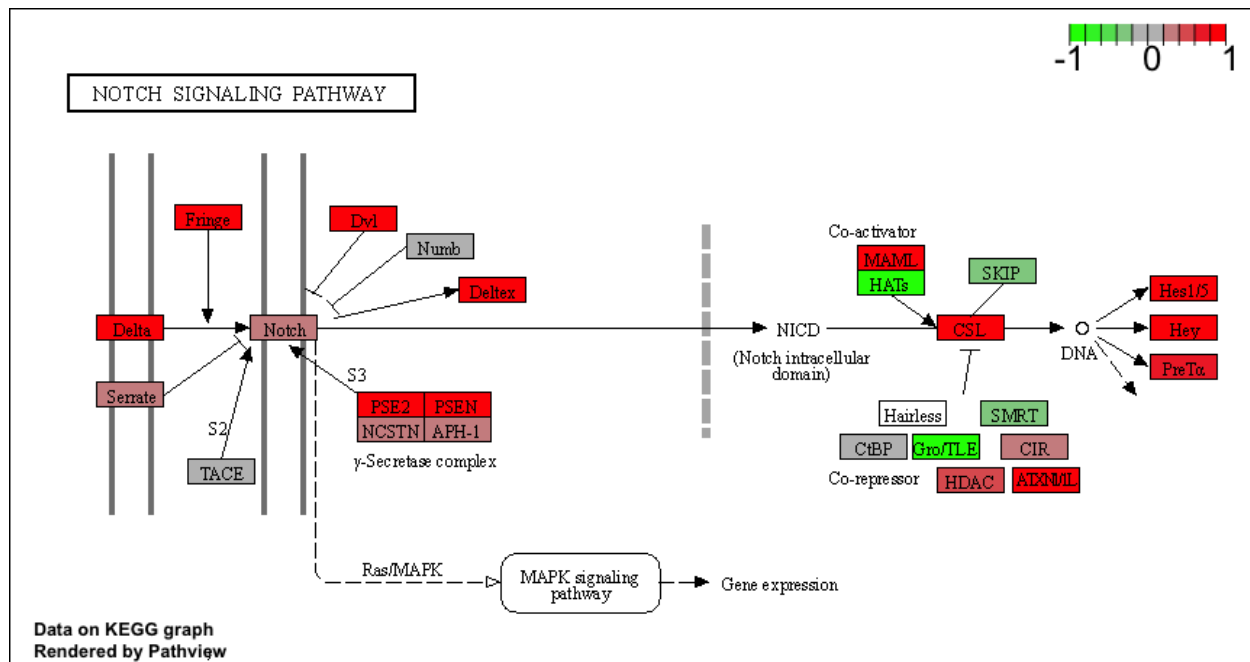 -1 0 1
NOTCH SIGNALING PATHWAY
Fringe
Dvl
Numb
Deltex
Delta
Notch
Serrate
S2
TACE
S3
PSE2 PSEN
NCSTN APH-1
γ-Secretase complex
NICD
(Notch intracellular
domain)
Co-activator
MAML
HATs
SKIP
CSL
DNA
Hes1/5
Hey
PreTα
Hairless
SMRT
CtBP
Gro/TLE
CIR
Co-repressor
HDAC
ATXN1/1L
Ras/MAPK
MAPK signaling
pathway
Gene expression
Data on KEGG graph
Rendered by Pathview